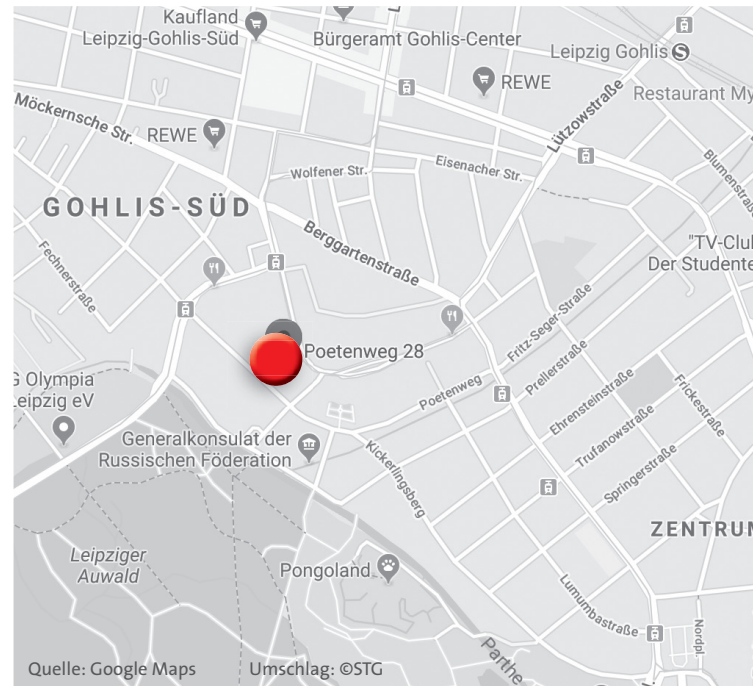 Kaufland
Leipzig-Gohlis-Süd
Bürgeramt Gohlis-Center
Leipzig Gohlis S
REWE
Restaurant My
Möckernsche Str.
REWE
Lützowstraße
Wolfener Str.
Eisenacher Str.
Blumenstraß
GOHLIS-SÜD
Berggartenstraße
"TV-Clul
Der Studente
Fechnerstraße
Fritz-Seger-Straße
Poetenweg 28
Prellerstraße
G Olympia
Leipzig eV
Poetenweg
Ehrensteinstraße
Frickestraße
Trufanowstraße
Generalkonsulat der
Russischen Föderation
Kickerlingsberg
Springerstraße
ZENTRUM
Leipziger
Auwald
Pongoland
Lumumbastraße
Nordpl.
Parthe
Quelle: Google Maps
Umschlag: ©STG